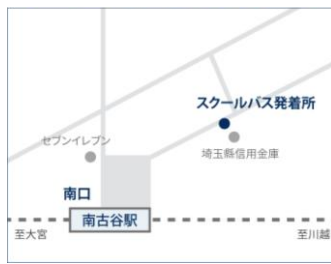 スクールバス発着所
セブンイレブン
埼玉縣信用金庫
南口
南古谷駅
至大宮
至川越